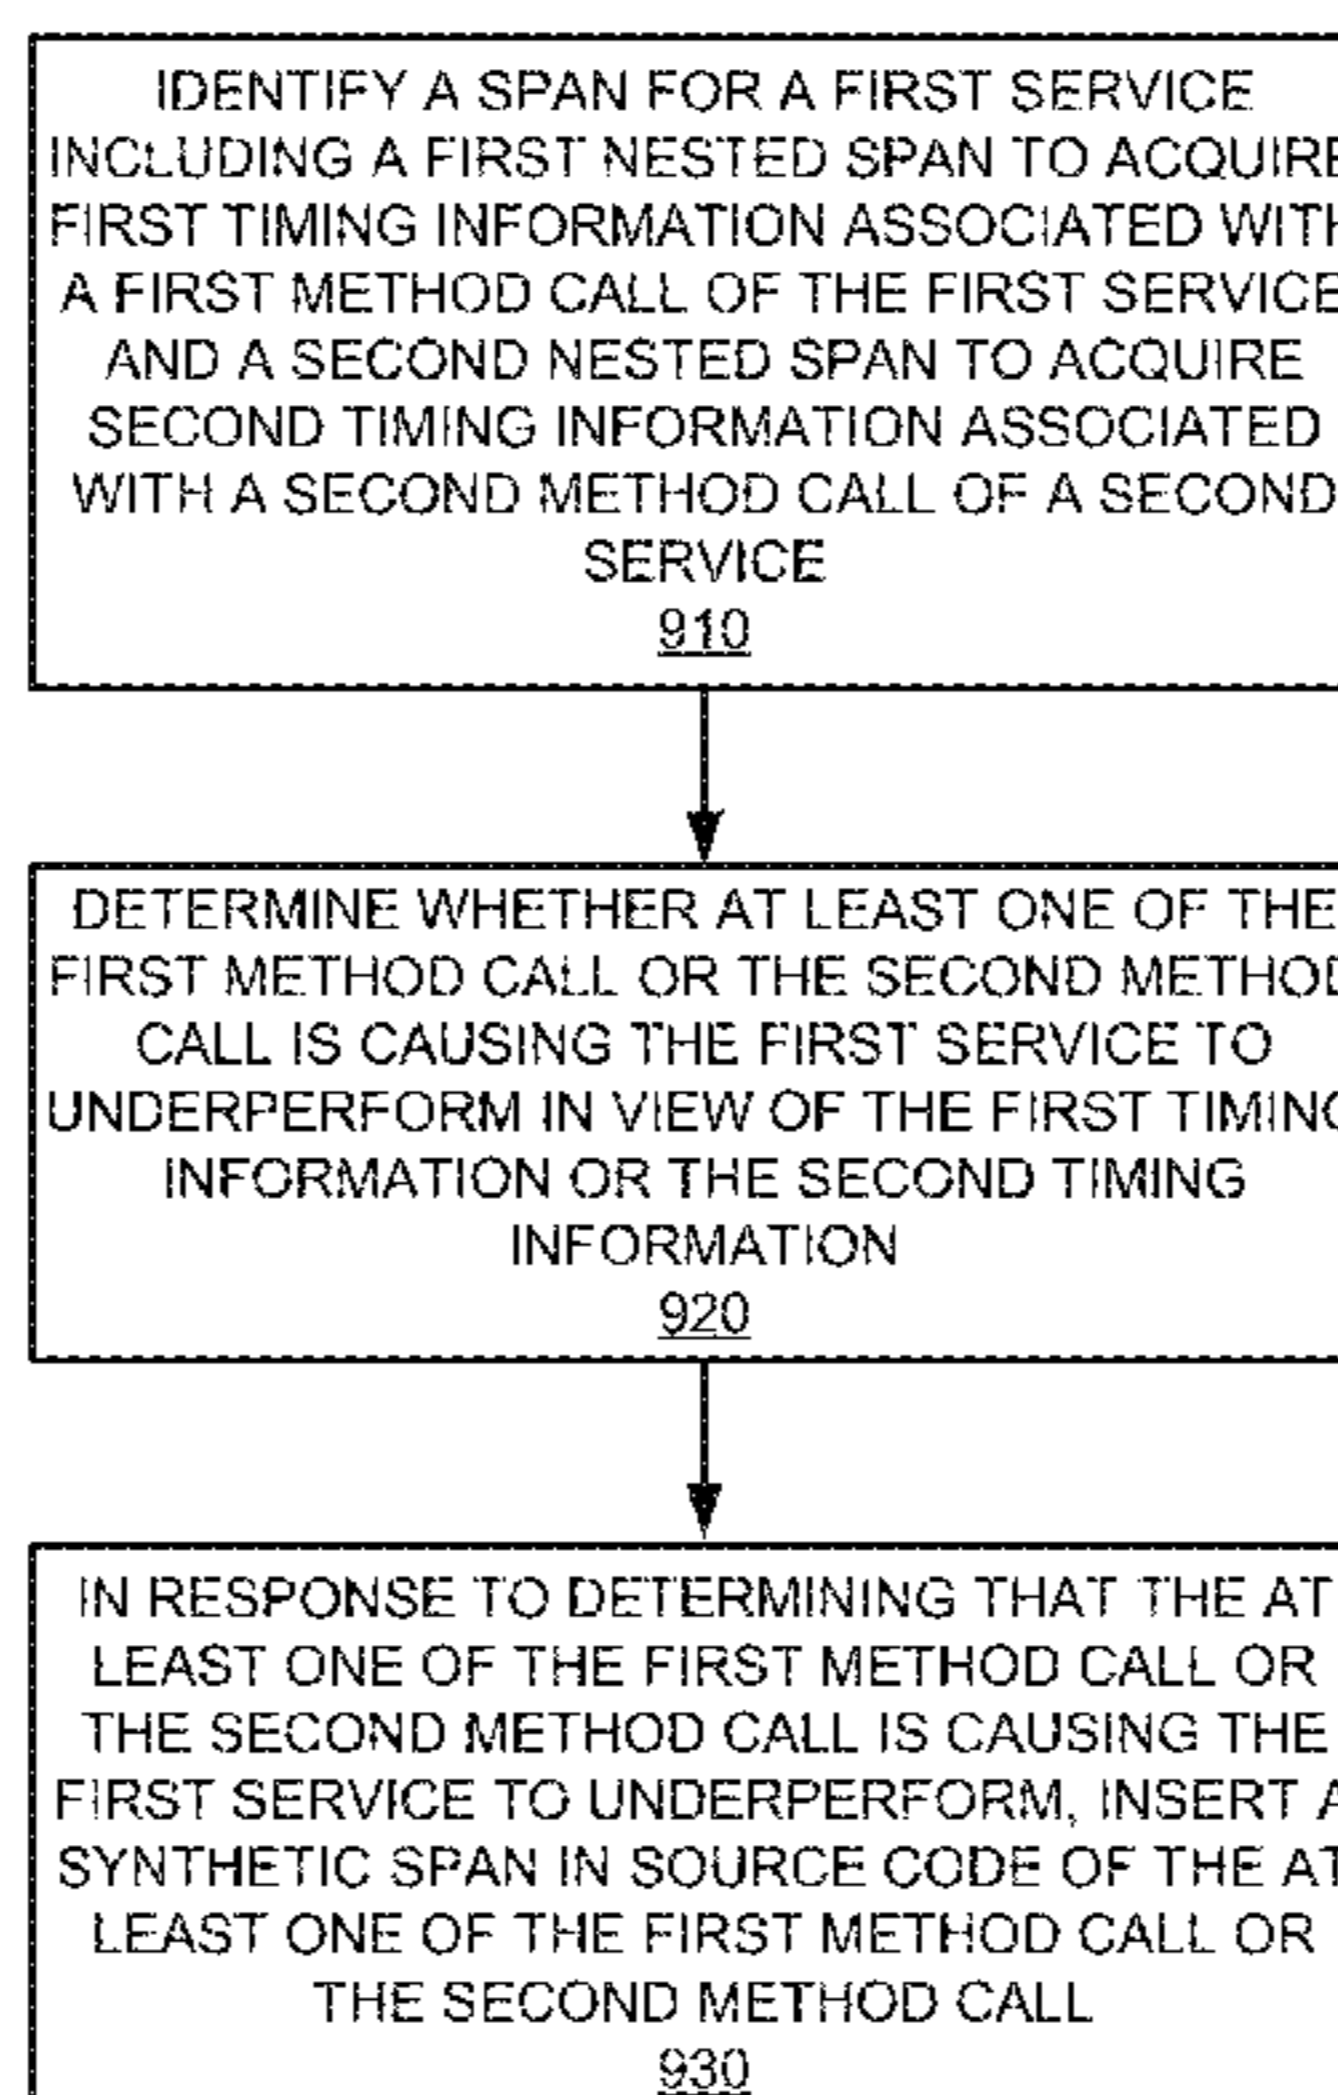 IDENTIFY A SPAN FOR A FIRST SERVICE
INCLUDING A FIRST NESTED SPAN TO ACQUIRE
FIRST TIMING INFORMATION ASSOCIATED WITH
A FIRST METHOD CALL OF THE FIRST SERVICE
AND A SECOND NESTED SPAN TO ACQUIRE
SECOND TIMING INFORMATION ASSOCIATED
WITH A SECOND METHOD CALL OF A SECOND
SERVICE
910
DETERMINE WHETHER AT LEAST ONE OF THE
FIRST METHOD CALL OR THE SECOND METHOD
CALL IS CAUSING THE FIRST SERVICE TO
UNDERPERFORM IN VIEW OF THE FIRST TIMING
INFORMATION OR THE SECOND TIMING
INFORMATION
920
IN RESPONSE TO DETERMINING THAT THE AT
LEAST ONE OF THE FIRST METHOD CALL OR
THE SECOND METHOD CALL IS CAUSING THE
FIRST SERVICE TO UNDERPERFORM, INSERT A
SYNTHETIC SPAN IN SOURCE CODE OF THE AT
LEAST ONE OF THE FIRST METHOD CALL OR
THE SECOND METHOD CALL
930